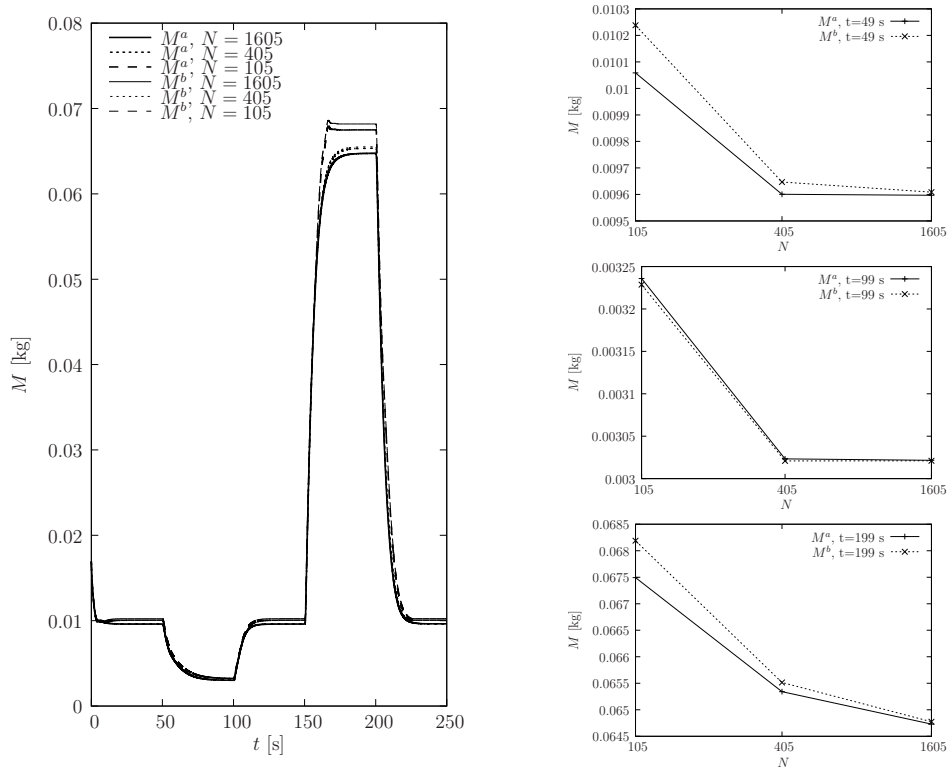 0.08
0.07
0.06
0.05
0.04
0.03
0.02
0.01
0
M [kg]
M^a, N = 1605
M^a, N = 405
M^a, N = 105
M^b, N = 1605
M^b, N = 405
M^b, N = 105
0 50 100 150 200 250
t [s]
0.0103
0.0102
0.0101
0.01
0.0099
0.0098
0.0097
0.0096
0.0095
M [kg]
M^a, t=49 s
M^b, t=49 s
105 405 1605
N
0.00325
0.0032
0.00315
0.0031
0.00305
0.003
M [kg]
M^a, t=99 s
M^b, t=99 s
105 405 1605
N
0.0685
0.068
0.0675
0.067
0.0665
0.066
0.0655
0.065
0.0645
M [kg]
M^a, t=199 s
M^b, t=199 s
105 405 1605
N